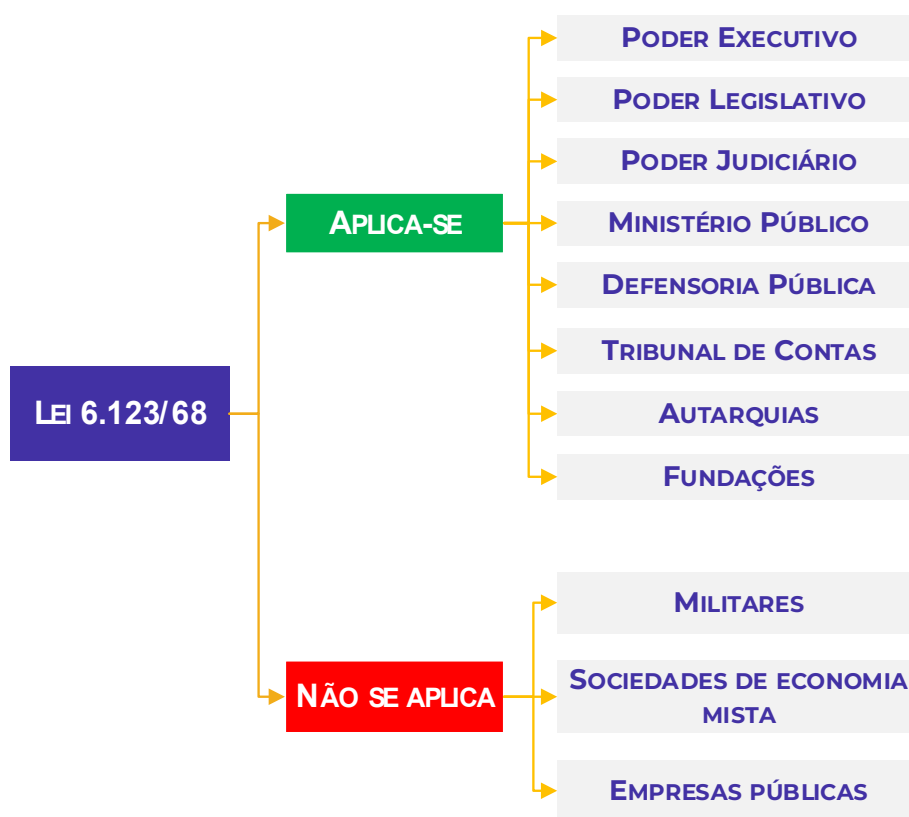 PODER EXECUTIVO
PODER LEGISLATIVO
PODER JUDICIÁRIO
APLICA-SE
MINISTÉRIO PÚBLICO
DEFENSORIA PÚBLICA
TRIBUNAL DE CONTAS
LEI 6.123/68
AUTARQUIAS
FUNDAÇÕES
MILITARES
NÃO SE APLICA
SOCIEDADES DE ECONOMIA
MISTA
EMPRESAS PÚBLICAS